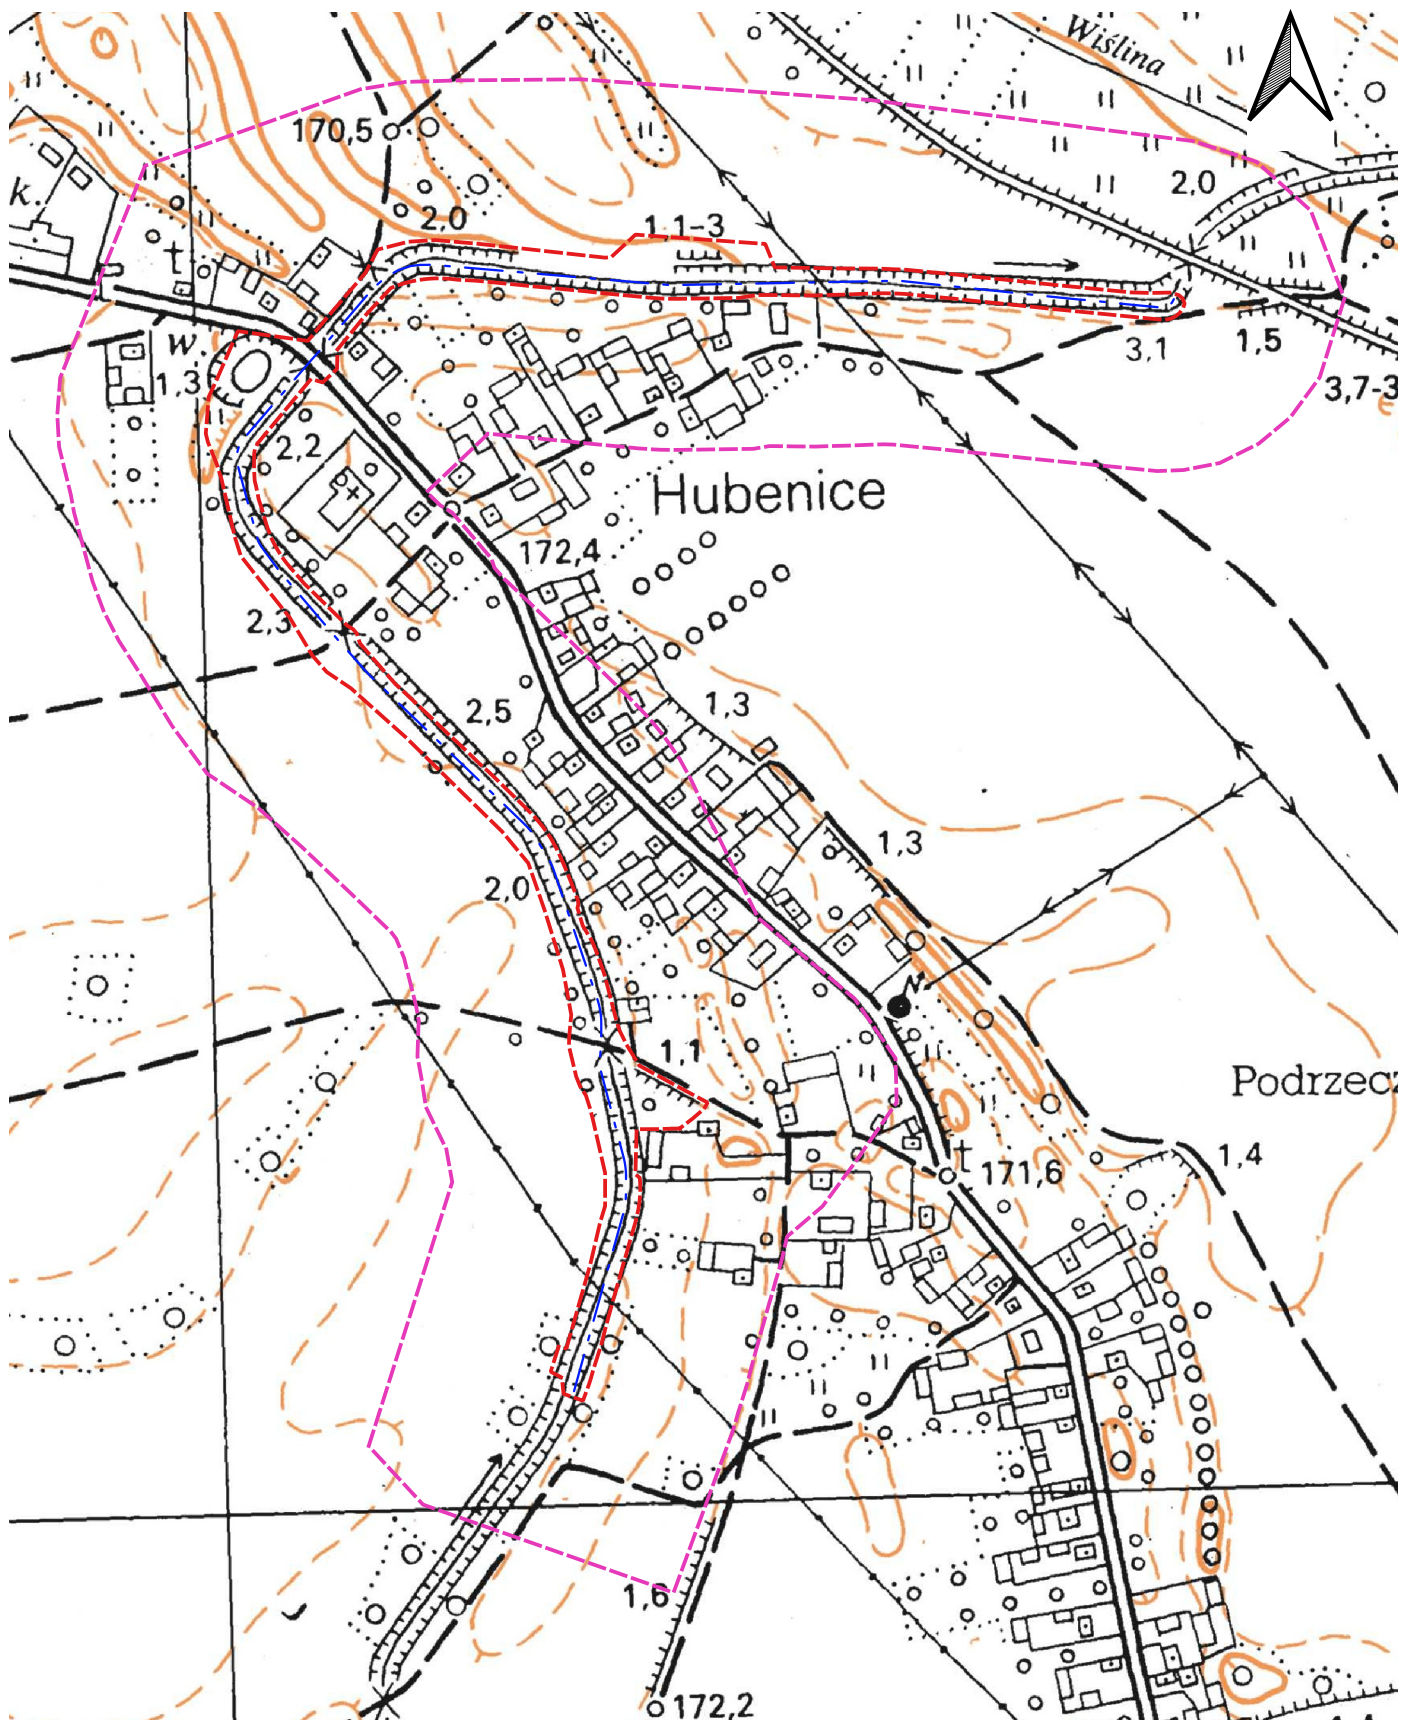 Wiślina
170,5
k.
2,0
2,0
1,1-3
t
w
1,3
3,1
1,5
3,7-3
2,2
Hubenice
172,4
2,3
2,5
1,3
1,3
2,0
1,1
Podrzecz
t
171,6
1,4
1,6
172,2